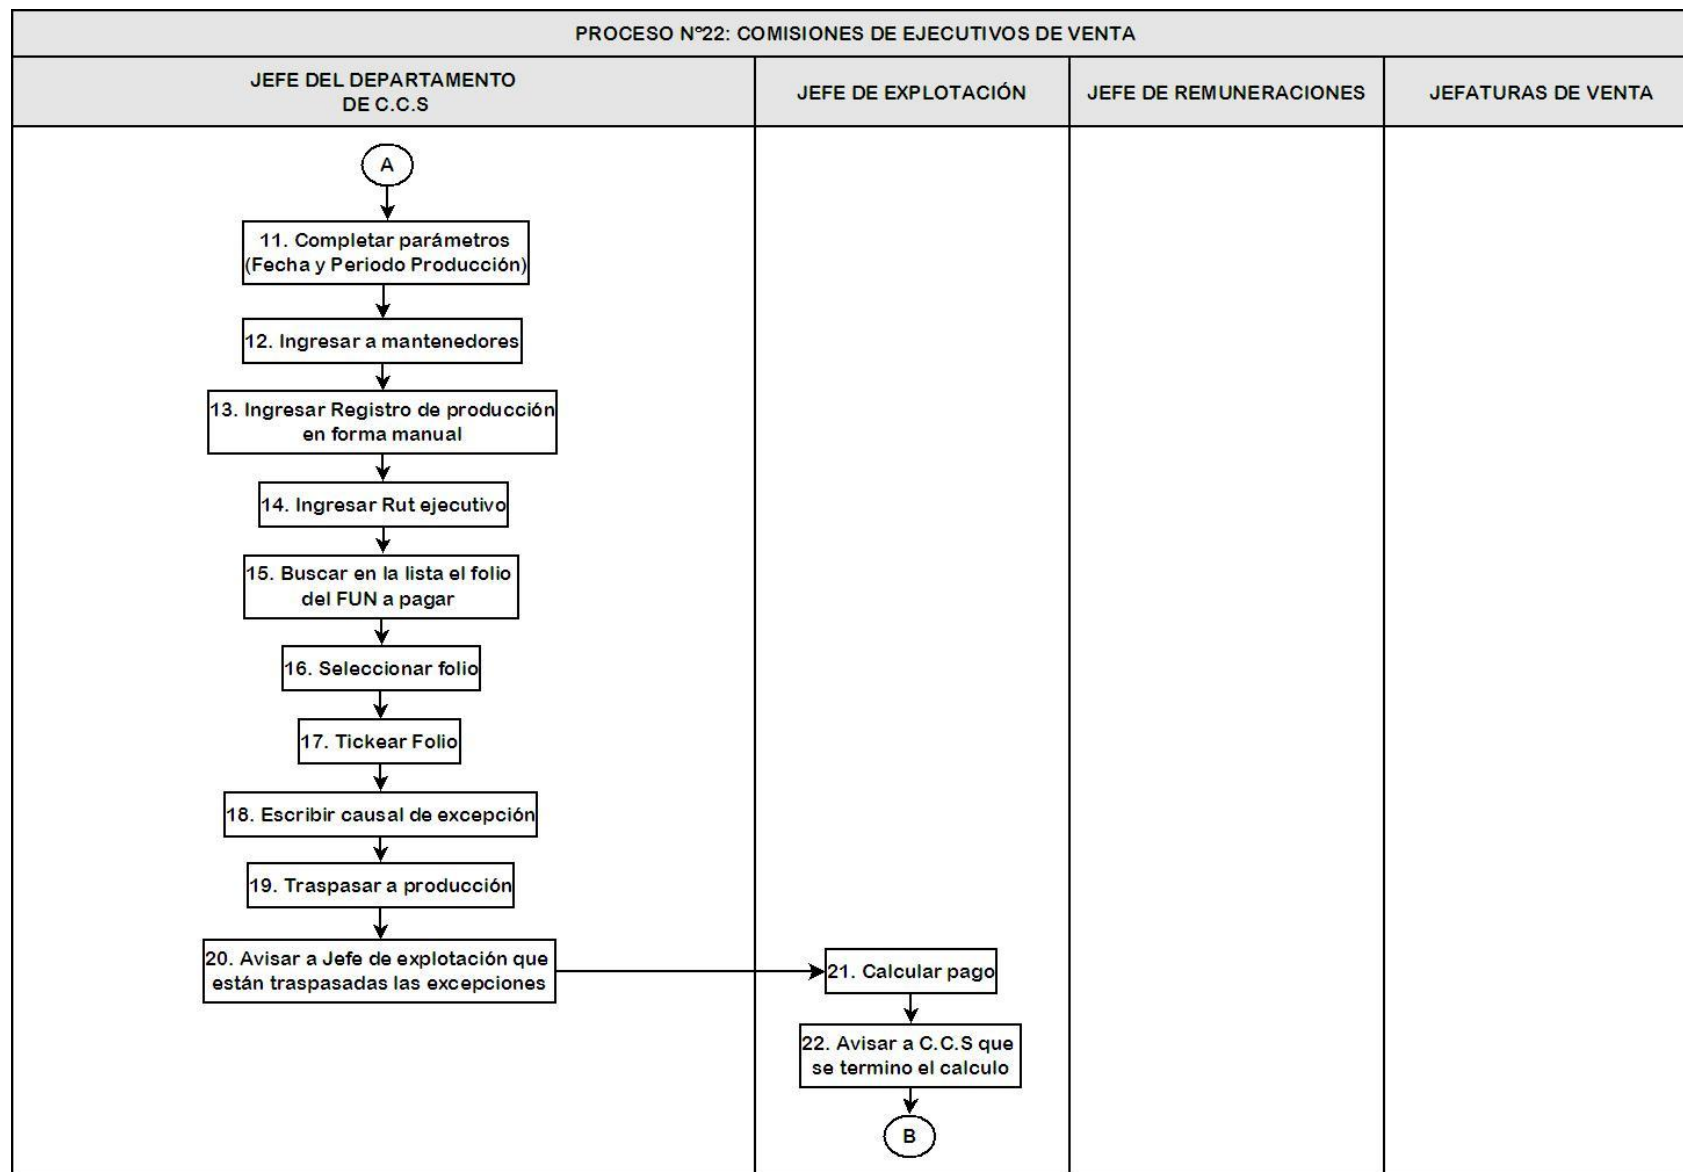 PROCESO Nº22: COMISIONES DE EJECUTIVOS DE VENTA
JEFE DEL DEPARTAMENTO
DE C.C.S
JEFE DE EXPLOTACIÓN
JEFE DE REMUNERACIONES
JEFATURAS DE VENTA
A
11. Completar parámetros
(Fecha y Periodo Producción)
12. Ingresar a mantenedores
13. Ingresar Registro de producción
en forma manual
14. Ingresar Rut ejecutivo
15. Buscar en la lista el folio
del FUN a pagar
16. Seleccionar folio
17. Tickear Folio
18. Escribir causal de excepción
19. Traspasar a producción
20. Avisar a Jefe de explotación que
están traspasadas las excepciones
21. Calcular pago
22. Avisar a C.C.S que
se termino el calculo
B